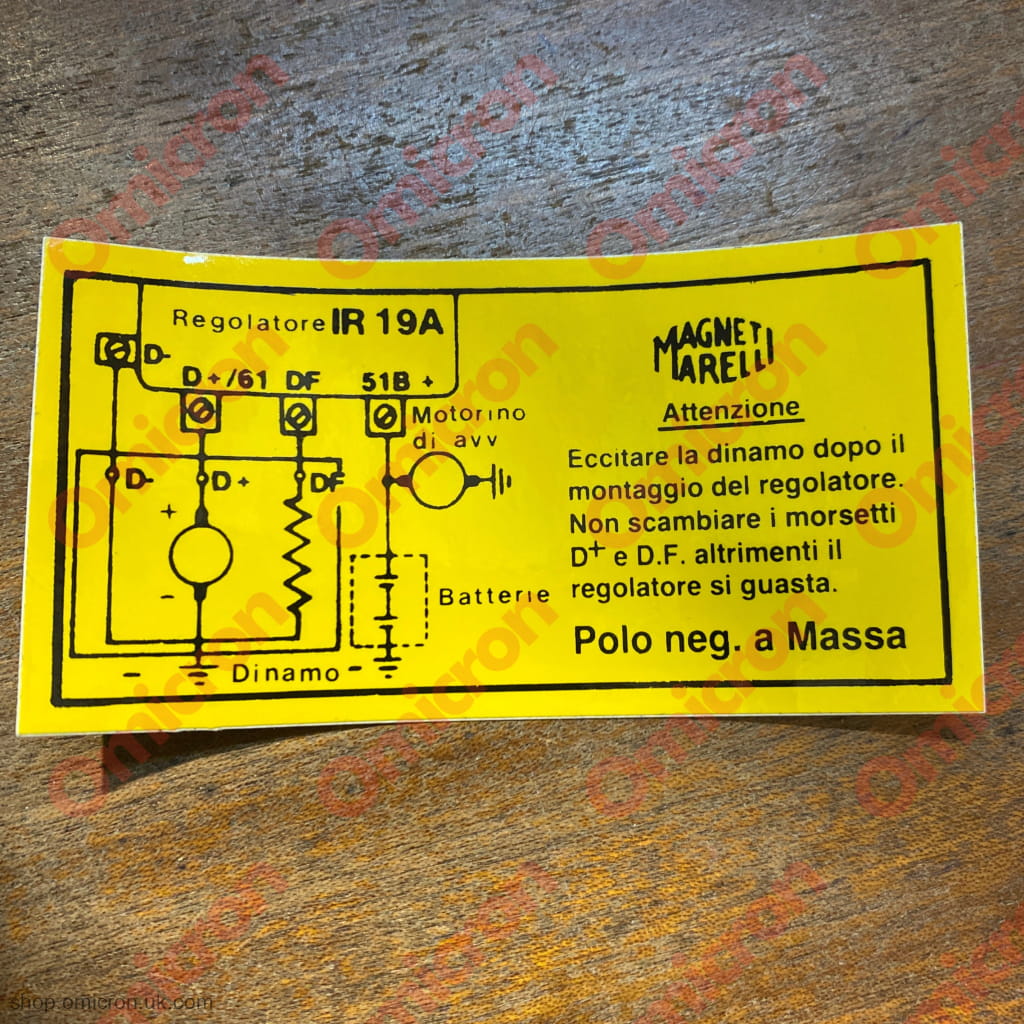 Regolatore IR 19A
D-
D+/61 DF 51B +
Motorino
di avv
D- D+ DF
+
-
Batterie
- Dinamo -
MAGNETI
MARELLI
Attenzione
Eccitare la dinamo dopo il
montaggio del regolatore.
Non scambiare i morsetti
D+ e D.F. altrimenti il
regolatore si guasta.
Polo neg. a Massa
Omicron
shop.omicron.uk.com